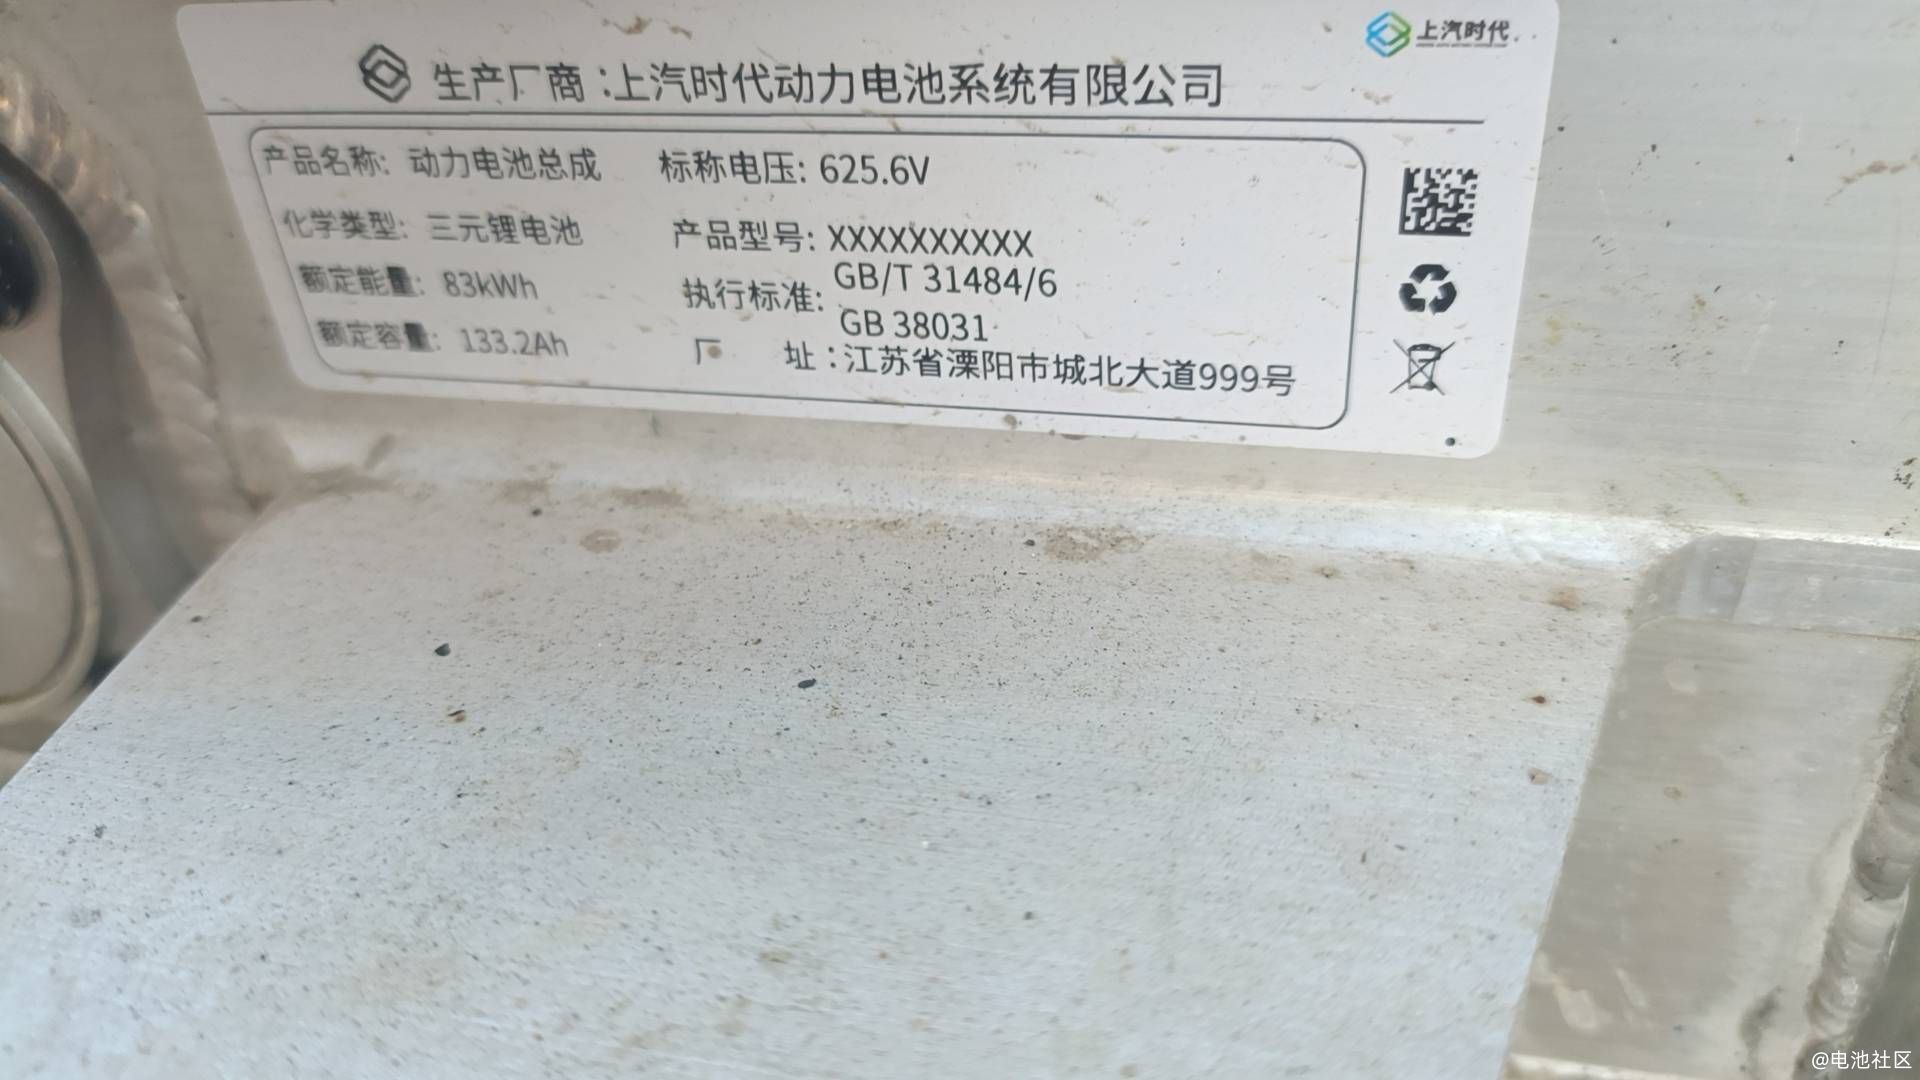 上汽时代
生产厂商:上汽时代动力电池系统有限公司
产品名称: 动力电池总成
标称电压: 625.6V
化学类型: 三元锂电池
产品型号: XXXXXXXXXX
额定能量: 83kWh
执行标准: GB/T 31484/6
GB 38031
额定容量: 133.2Ah
厂 址:江苏省溧阳市城北大道999号
@电池社区